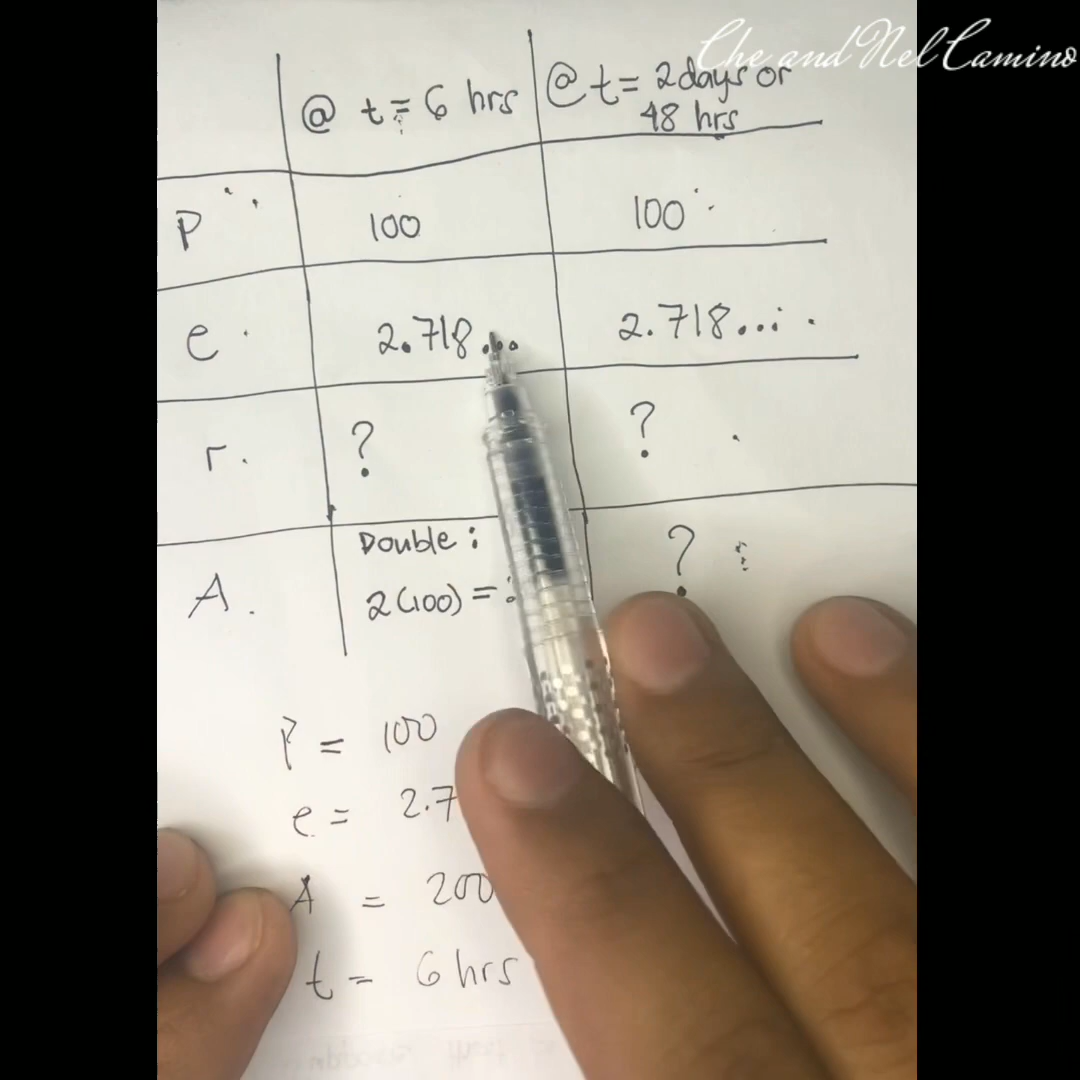 Che and Nel Camino
@ t = 6 hrs
@ t = 2 days or
48 hrs
P 100 100
e 2.718... 2.718...
r. ? ?
A. Double: ?
2(100) =
P = 100
e = 2.7
A = 200
t = 6 hrs